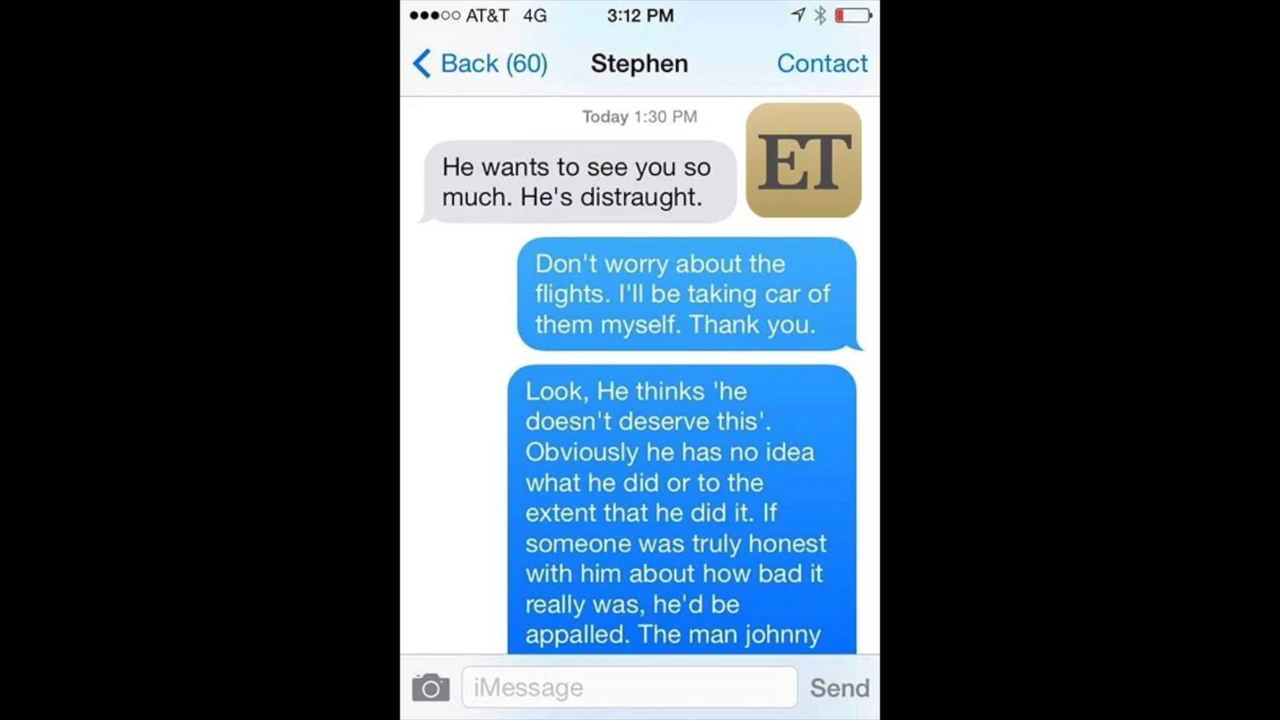 AT&T 4G 3:12 PM
Back (60) Stephen Contact
Today 1:30 PM
ET
He wants to see you so
much. He's distraught.
Don't worry about the
flights. I'll be taking car of
them myself. Thank you.
Look, He thinks 'he
doesn't deserve this'.
Obviously he has no idea
what he did or to the
extent that he did it. If
someone was truly honest
with him about how bad it
really was, he'd be
appalled. The man johnny
iMessage Send